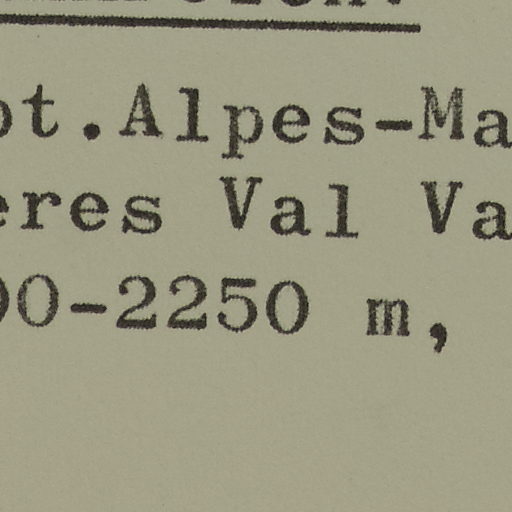 pt.Alpes-Ma
eres Val Va
00-2250 m,